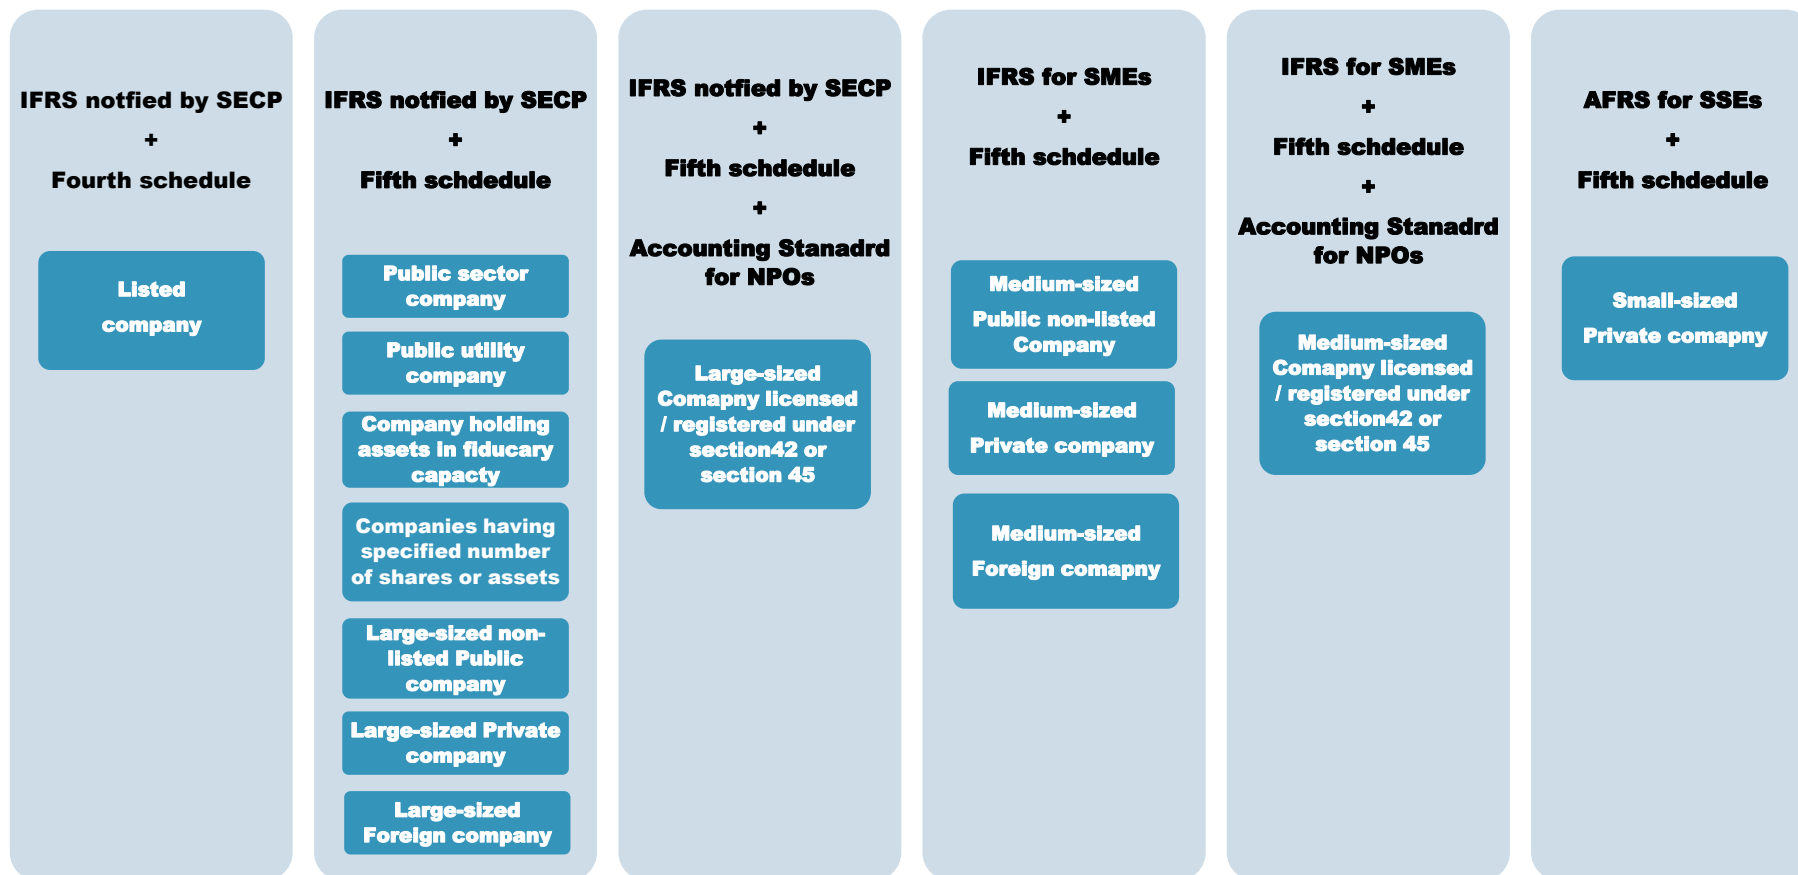 IFRS notfied by SECP
+
Fourth schedule
Listed
company
IFRS notfied by SECP
+
Fifth schdedule
Public sector
company
Public utility
company
Company holding
assets in fiducary
capacty
Companies having
specified number
of shares or assets
Large-sized non-
listed Public
company
Large-sized Private
company
Large-sized
Foreign company
IFRS notfied by SECP
+
Fifth schdedule
+
Accounting Stanadrd
for NPOs
Large-sized
Comapny licensed
/ registered under
section42 or
section 45
IFRS for SMEs
+
Fifth schdedule
Medium-sized
Public non-listed
Company
Medium-sized
Private company
Medium-sized
Foreign comapny
IFRS for SMEs
+
Fifth schdedule
+
Accounting Stanadrd
for NPOs
Medium-sized
Comapny licensed
/ registered under
section42 or
section 45
AFRS for SSEs
+
Fifth schdedule
Small-sized
Private comapny